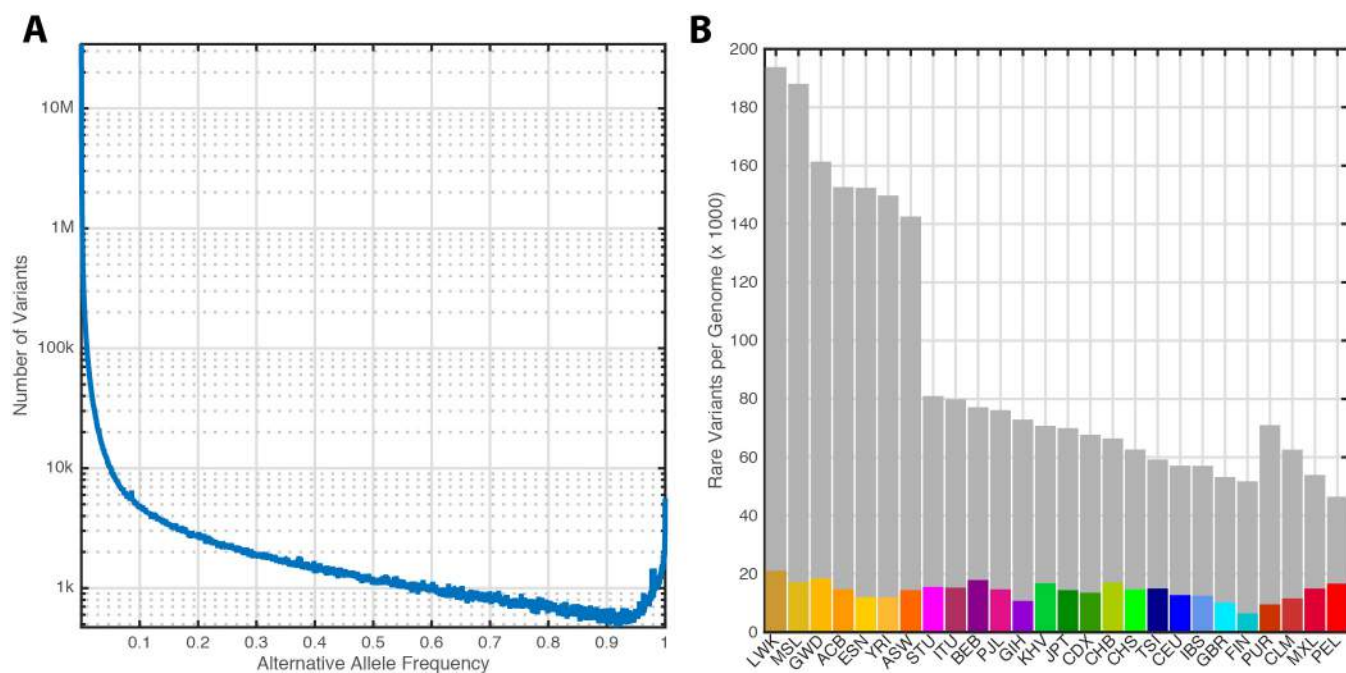 A
10M
1M
100k
10k
1k
Number of Variants
0.1 0.2 0.3 0.4 0.5 0.6 0.7 0.8 0.9 1
Alternative Allele Frequency
B
200
180
160
140
120
100
80
60
40
20
0
Rare Variants per Genome (x 1000)
LWK MSL GWD ACB ESN YRI ASW STU ITU BEB PJL GIH KHV JPT CDX CHB CHS TSI CEU IBS GBR FIN PUR CLM MXL PEL